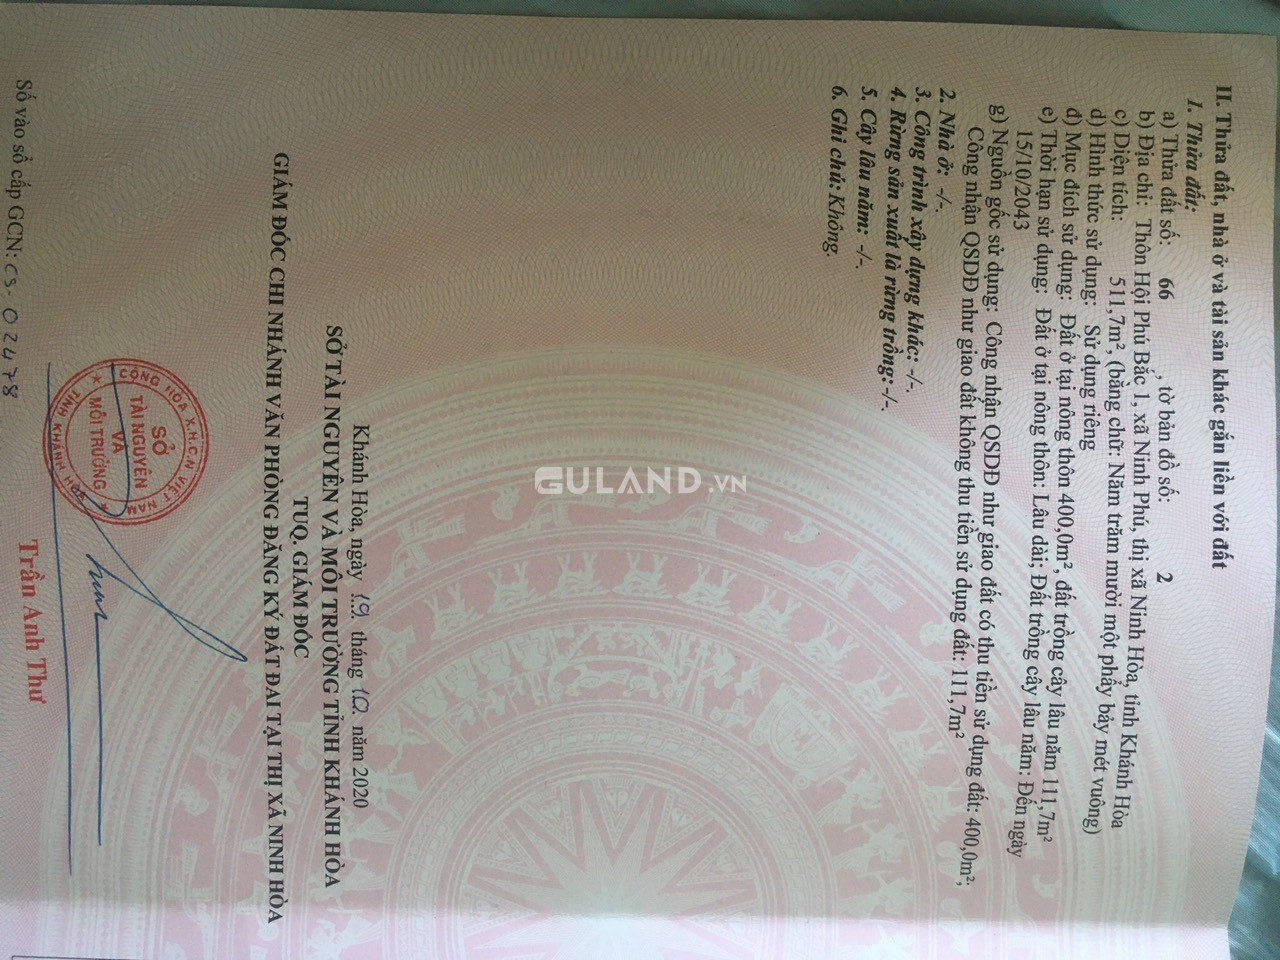 II. Thửa đất, nhà ở và tài sản khác gắn liền với đất
1. Thửa đất:
a) Thửa đất số: 66 , tờ bản đồ số: 2
b) Địa chỉ: Thôn Hội Phú Bắc 1, xã Ninh Phú, thị xã Ninh Hòa, tỉnh Khánh Hòa
c) Diện tích: 511,7m², (bằng chữ: Năm trăm mười một phẩy bảy mét vuông)
d) Hình thức sử dụng: Sử dụng riêng
đ) Mục đích sử dụng: Đất ở tại nông thôn 400,0m², đất trồng cây lâu năm 111,7m²
e) Thời hạn sử dụng: Đất ở tại nông thôn: Lâu dài; Đất trồng cây lâu năm: Đến ngày
15/10/2043
g) Nguồn gốc sử dụng: Công nhận QSDĐ như giao đất có thu tiền sử dụng đất: 400,0m²;
Công nhận QSDĐ như giao đất không thu tiền sử dụng đất: 111,7m²
2. Nhà ở: -/-.
3. Công trình xây dựng khác: -/-.
4. Rừng sản xuất là rừng trồng: -/-.
5. Cây lâu năm: -/-.
6. Ghi chú: Không.
Khánh Hòa, ngày 19 tháng 10 năm 2020
SỞ TÀI NGUYÊN VÀ MÔI TRƯỜNG TỈNH KHÁNH HÒA
TUQ. GIÁM ĐỐC
GIÁM ĐỐC CHI NHÁNH VĂN PHÒNG ĐĂNG KÝ ĐẤT ĐAI TẠI THỊ XÃ NINH HÒA
CỘNG HÒA X.H.C.N VIỆT NAM
SỞ
TÀI NGUYÊN
VÀ
MÔI TRƯỜNG
TỈNH KHÁNH HÒA
Trần Anh Thư
Số vào sổ cấp GCN: CS-02478
GULAND.VN